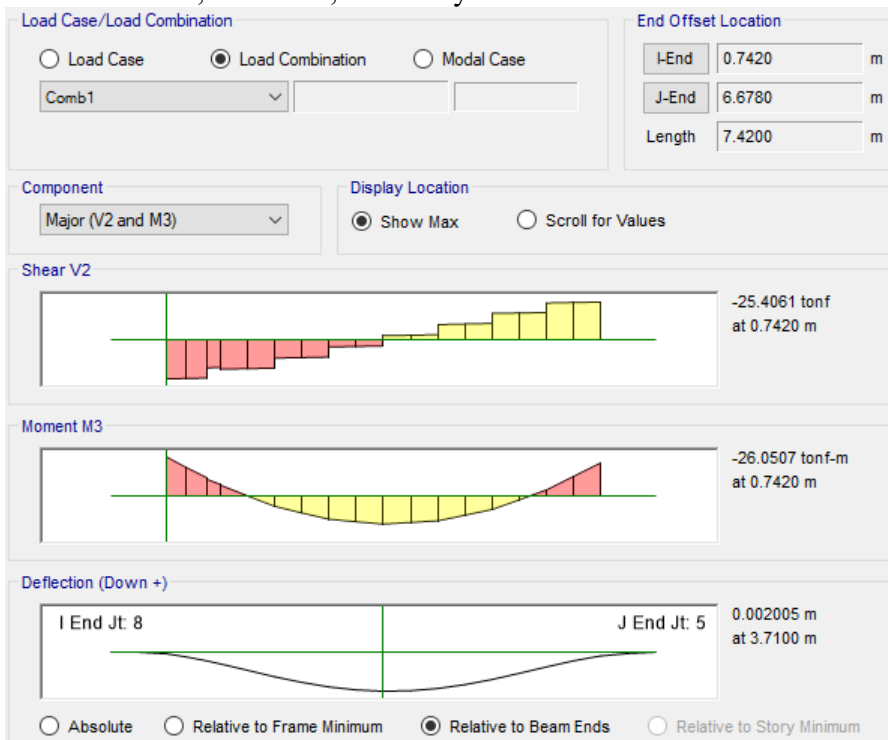 Load Case/Load Combination
Load Case
Load Combination
Modal Case
Comb1
End Offset Location
I-End 0.7420 m
J-End 6.6780 m
Length 7.4200 m
Component
Major (V2 and M3)
Display Location
Show Max
Scroll for Values
Shear V2
-25.4061 tonf
at 0.7420 m
Moment M3
-26.0507 tonf-m
at 0.7420 m
Deflection (Down +)
I End Jt: 8
J End Jt: 5
0.002005 m
at 3.7100 m
Absolute
Relative to Frame Minimum
Relative to Beam Ends
Relative to Story Minimum